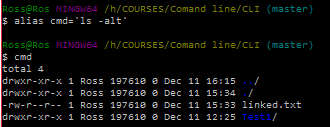 Ross@Ros MINGW64 /h/COURSES/Comand line/CLI (master)
$ alias cmd='ls -alt'
Ross@Ros MINGW64 /h/COURSES/Comand line/CLI (master)
$ cmd
total 4
drwxr-xr-x 1 Ross 197610 0 Dec 11 16:15 ../
drwxr-xr-x 1 Ross 197610 0 Dec 11 15:34 ./
-rw-r--r-- 1 Ross 197610 0 Dec 11 15:33 linked.txt
drwxr-xr-x 1 Ross 197610 0 Dec 11 12:25 Test1/